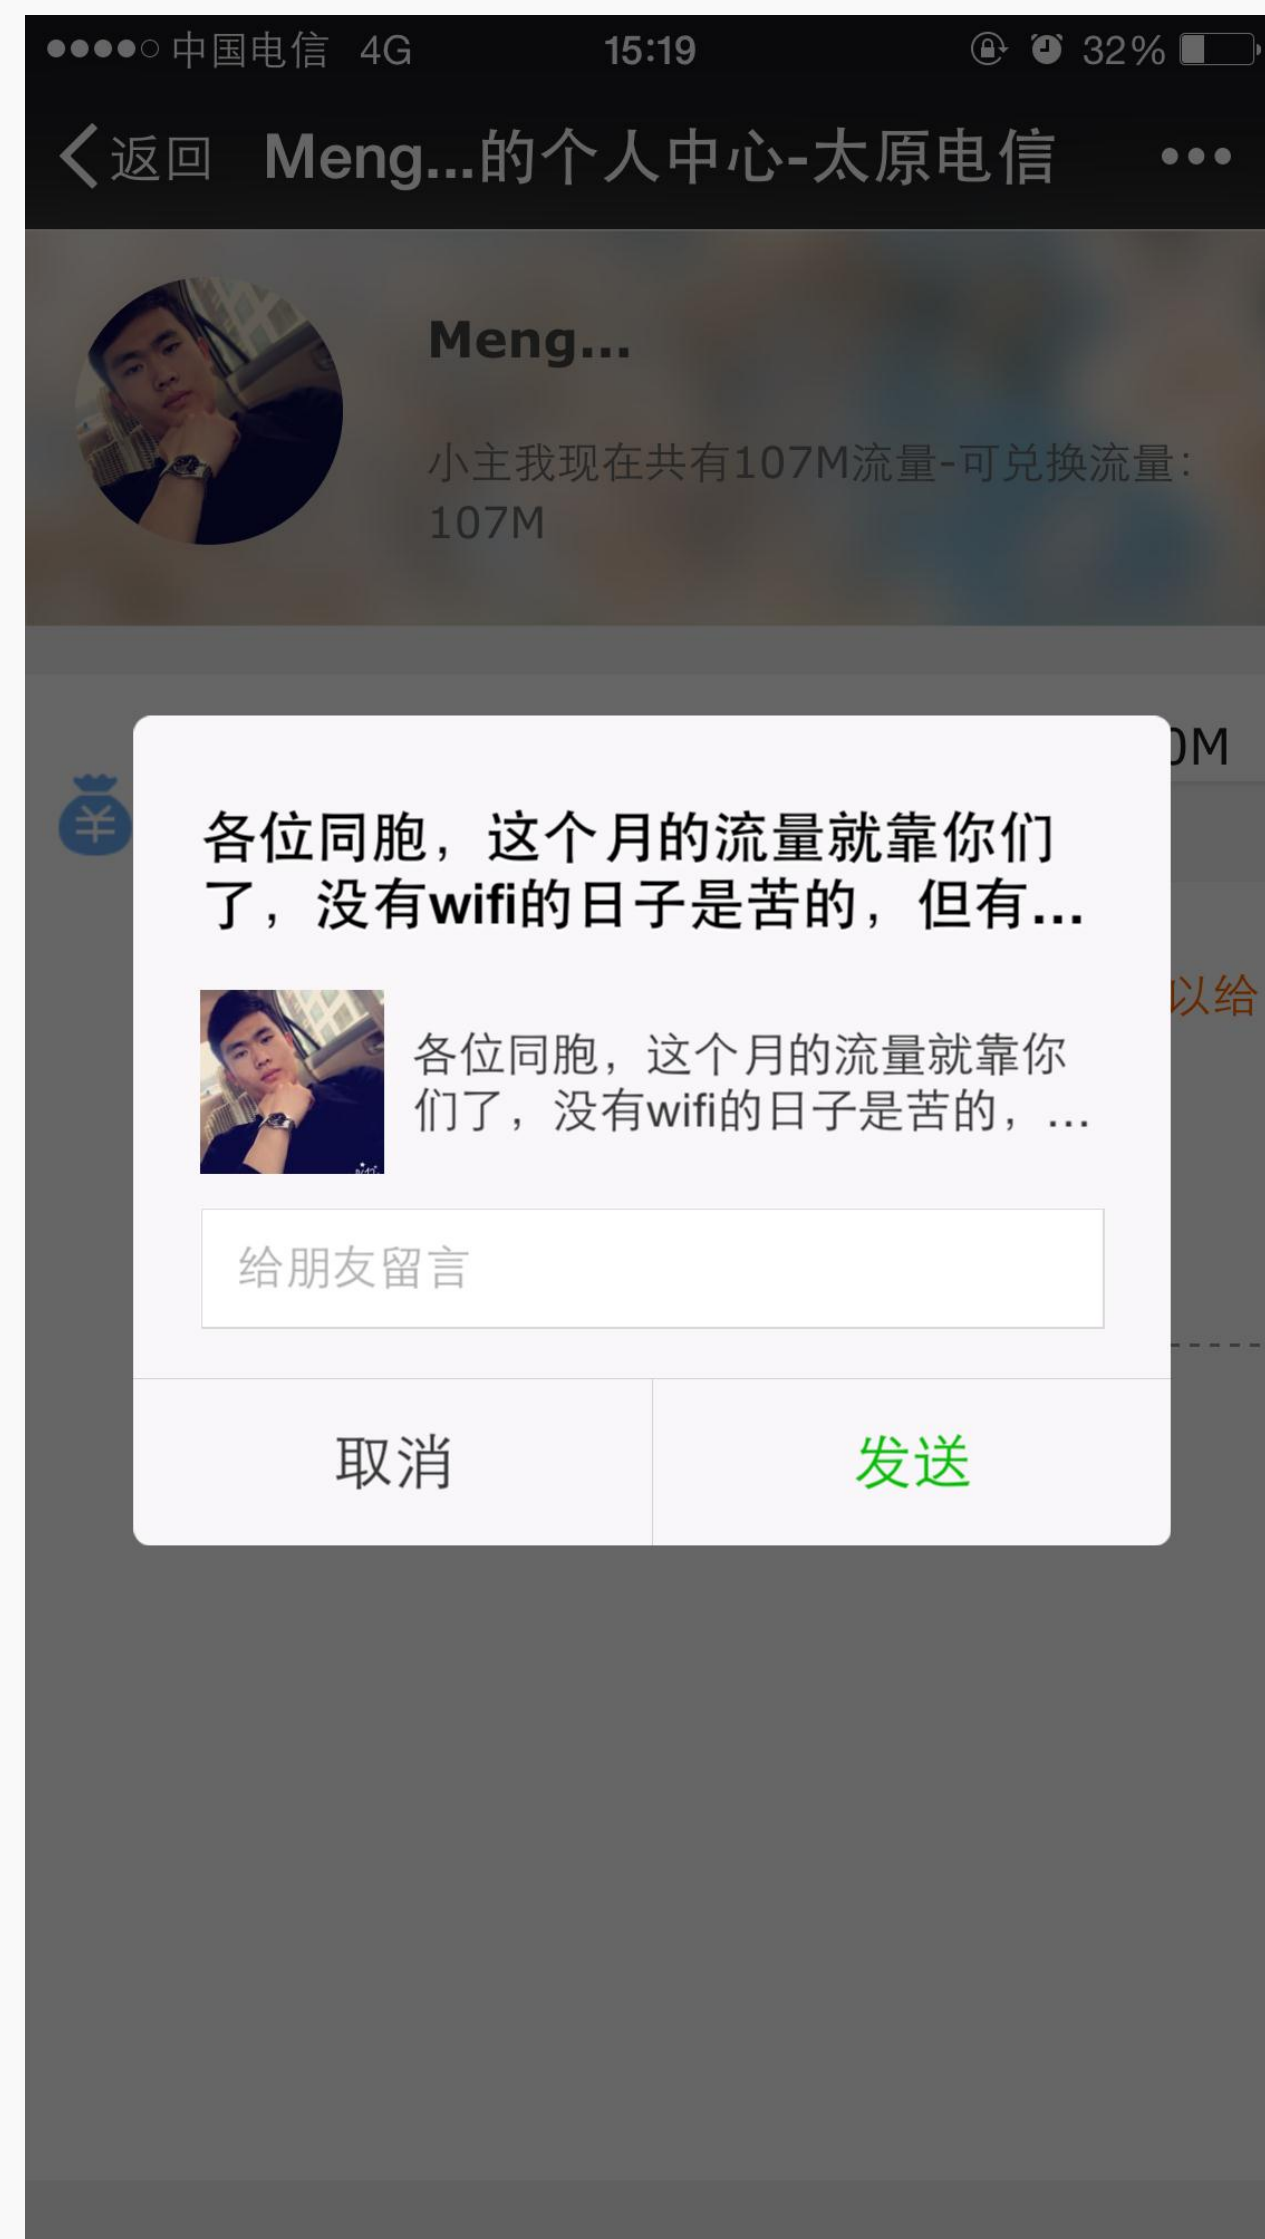 中国电信 4G 15:19 32%
返回 Meng...的个人中心-太原电信
Meng...
小主我现在共有107M流量-可兑换流量：
107M
0M
各位同胞，这个月的流量就靠你们
了，没有wifi的日子是苦的，但有...
以给
各位同胞，这个月的流量就靠你
们了，没有wifi的日子是苦的，...
给朋友留言
取消 发送